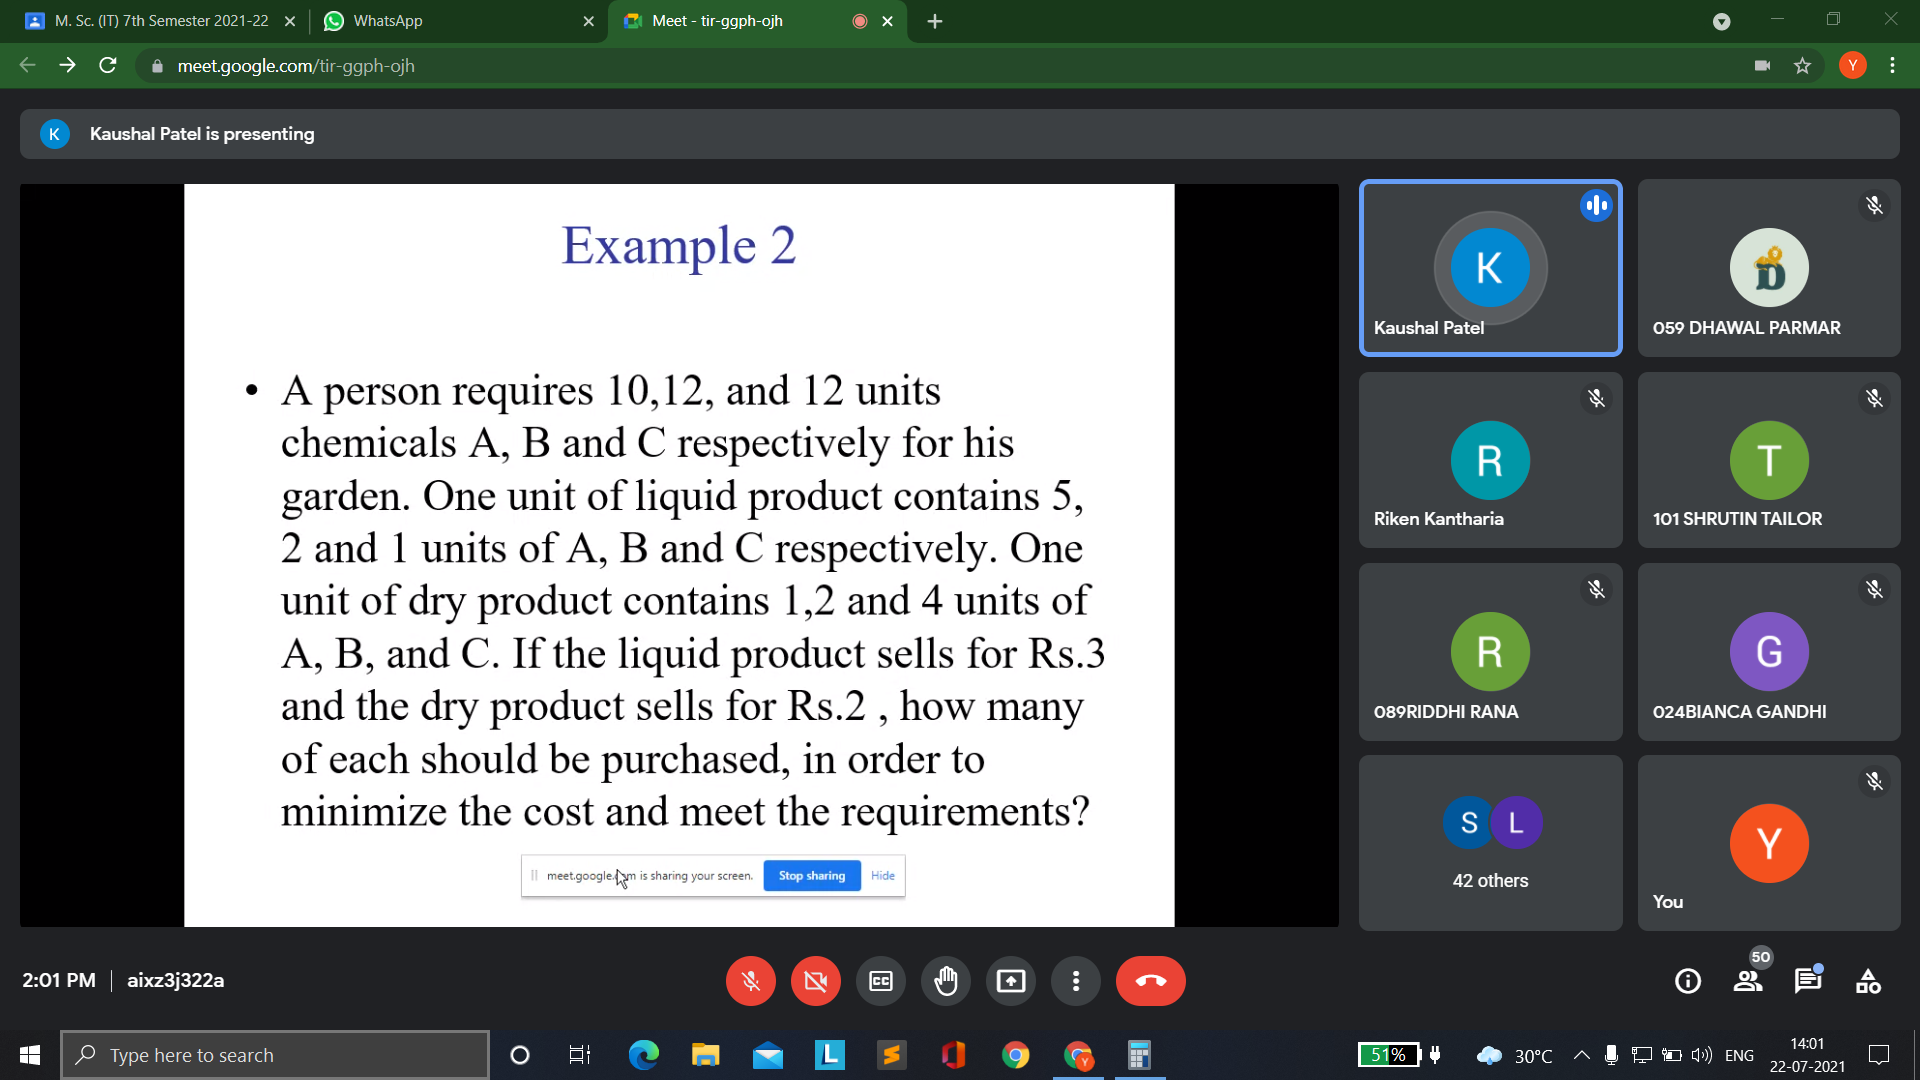 M. Sc. (IT) 7th Semester 2021-22
WhatsApp
Meet - tir-ggph-ojh
meet.google.com/tir-ggph-ojh
Y
K
Kaushal Patel is presenting
Example 2
• A person requires 10,12, and 12 units
chemicals A, B and C respectively for his
garden. One unit of liquid product contains 5,
2 and 1 units of A, B and C respectively. One
unit of dry product contains 1,2 and 4 units of
A, B, and C. If the liquid product sells for Rs.3
and the dry product sells for Rs.2 , how many
of each should be purchased, in order to
minimize the cost and meet the requirements?
meet.google.com is sharing your screen.
Stop sharing
Hide
K
Kaushal Patel
D
059 DHAWAL PARMAR
R
Riken Kantharia
T
101 SHRUTIN TAILOR
R
089RIDDHI RANA
G
024BIANCA GANDHI
S L
42 others
Y
You
2:01 PM | aixz3j322a
CC
50
Type here to search
L
Y
51%
30°C
ENG
14:01
22-07-2021